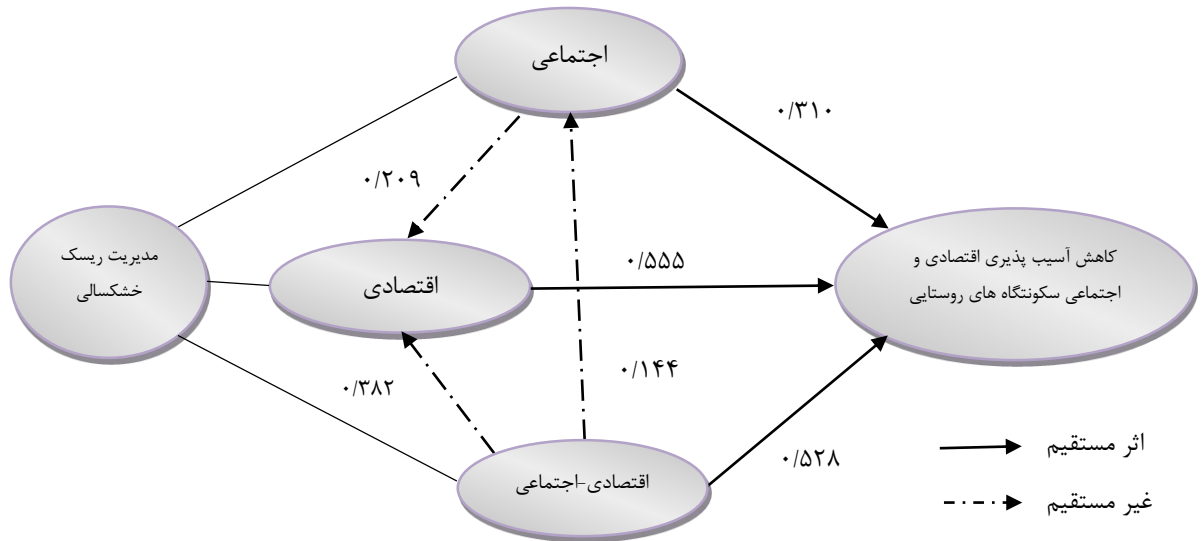 اجتماعی
۰/۳۱۰
۰/۲۰۹
مدیریت ریسک
خشکسالی
اقتصادی
۰/۵۵۵
کاهش آسیب پذیری اقتصادی و
اجتماعی سکونتگاه های روستایی
۰/۳۸۲
۰/۱۴۴
اقتصادی-اجتماعی
۰/۵۲۸
اثر مستقیم
غیر مستقیم